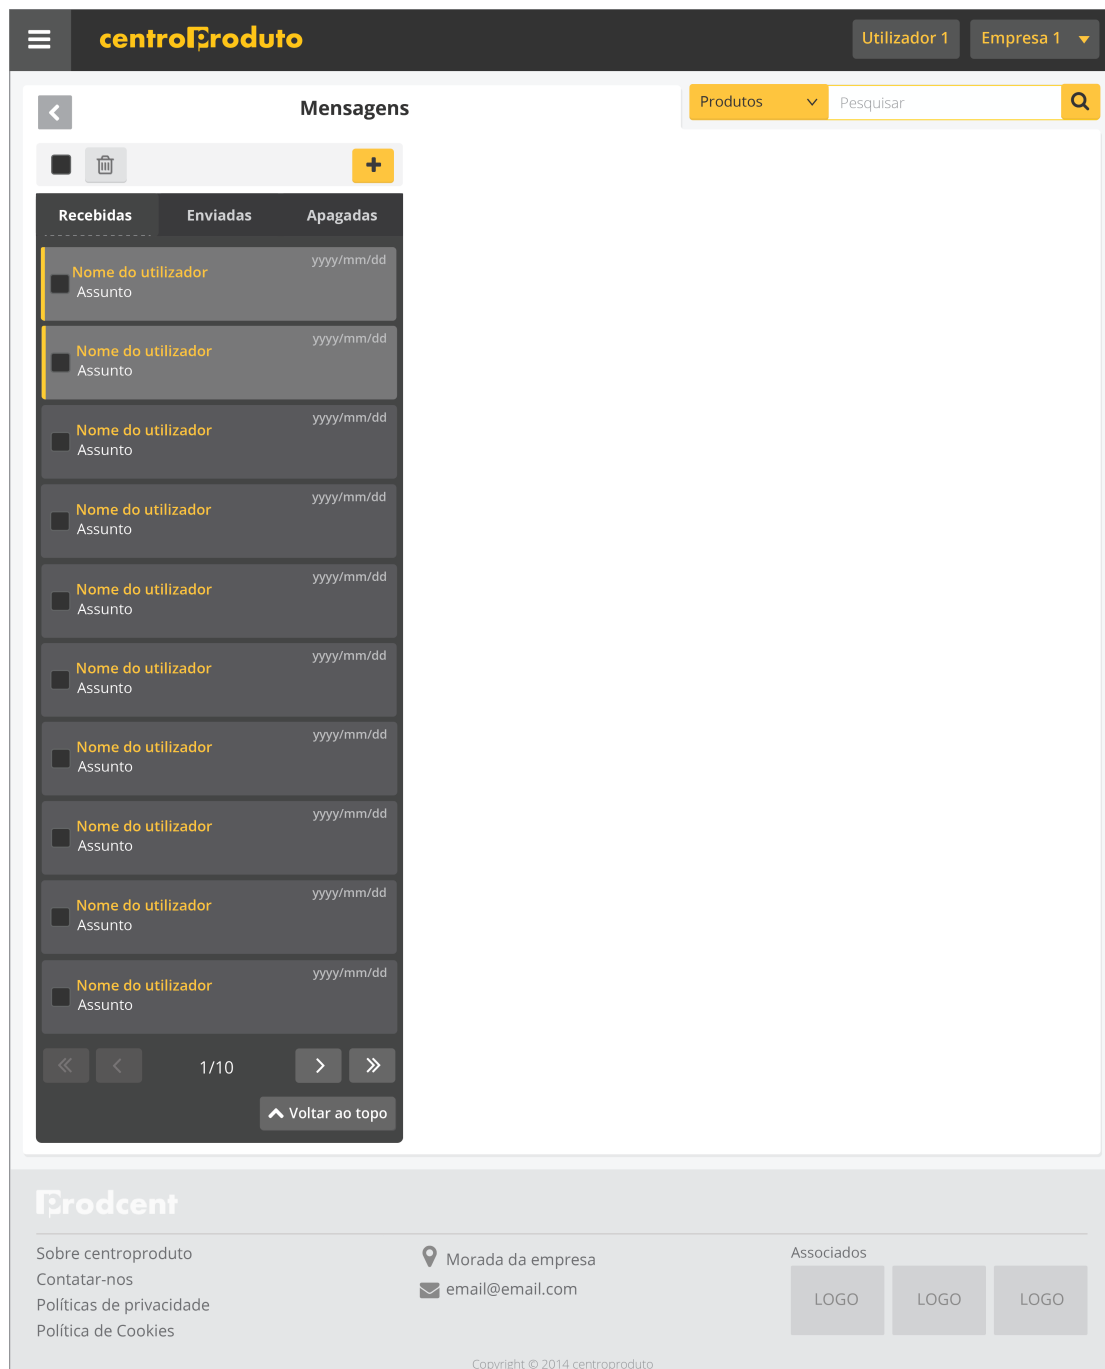 centroProduto
Utilizador 1
Empresa 1
Mensagens
Produtos
Pesquisar
Recebidas
Enviadas
Apagadas
yyyy/mm/dd
Nome do utilizador
Assunto
yyyy/mm/dd
Nome do utilizador
Assunto
yyyy/mm/dd
Nome do utilizador
Assunto
yyyy/mm/dd
Nome do utilizador
Assunto
yyyy/mm/dd
Nome do utilizador
Assunto
yyyy/mm/dd
Nome do utilizador
Assunto
yyyy/mm/dd
Nome do utilizador
Assunto
yyyy/mm/dd
Nome do utilizador
Assunto
yyyy/mm/dd
Nome do utilizador
Assunto
yyyy/mm/dd
Nome do utilizador
Assunto
1/10
Voltar ao topo
Prodcent
Sobre centroproduto
Contatar-nos
Políticas de privacidade
Política de Cookies
Morada da empresa
email@email.com
Associados
LOGO
LOGO
LOGO
Copyright © 2014 centroproduto